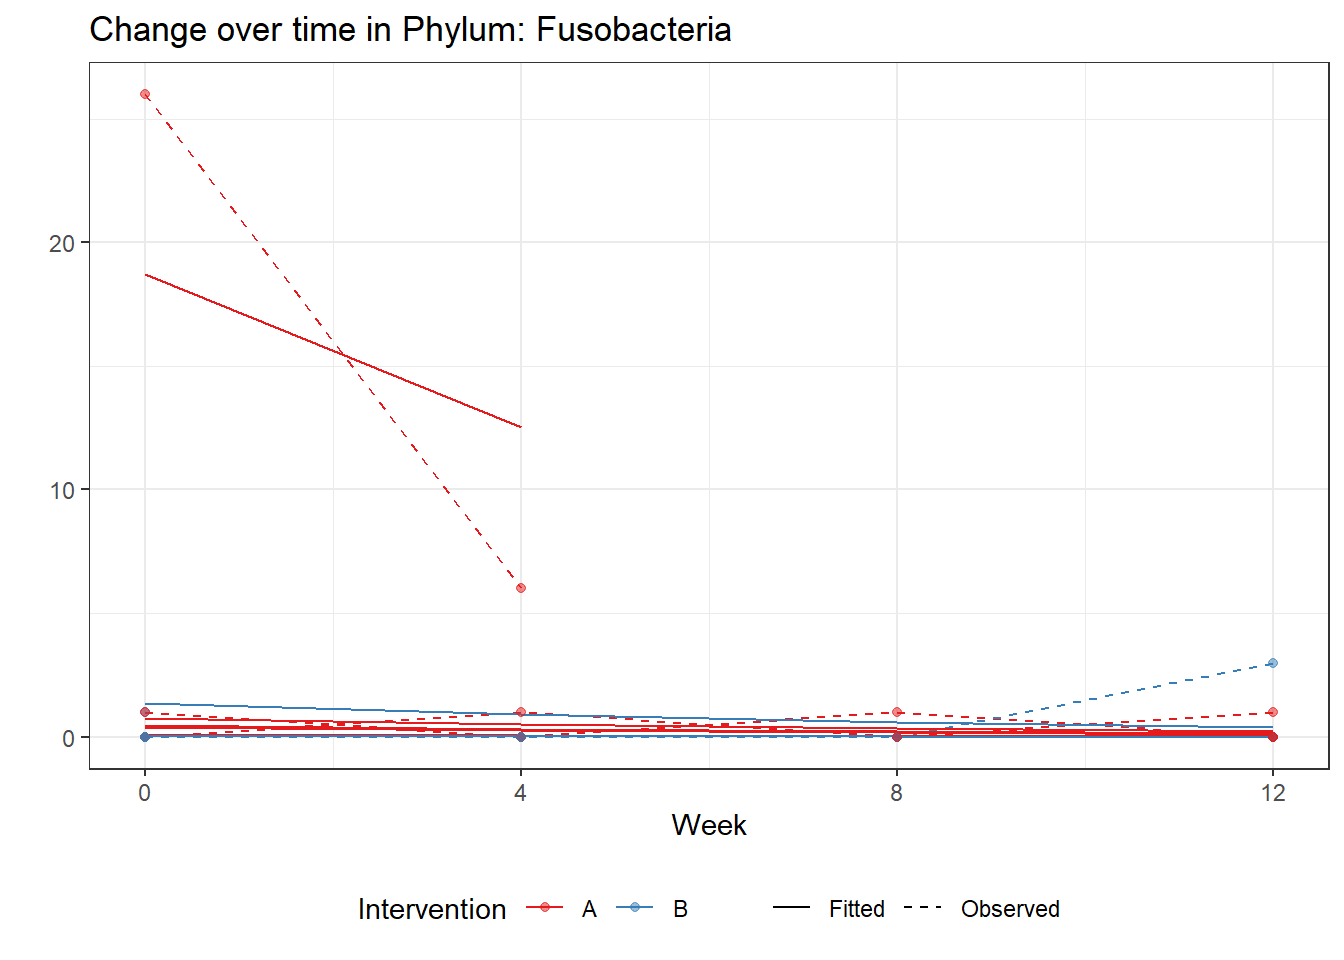 Change over time in Phylum: Fusobacteria
20
10
0
0 4 8 12
Week
Intervention A B Fitted Observed